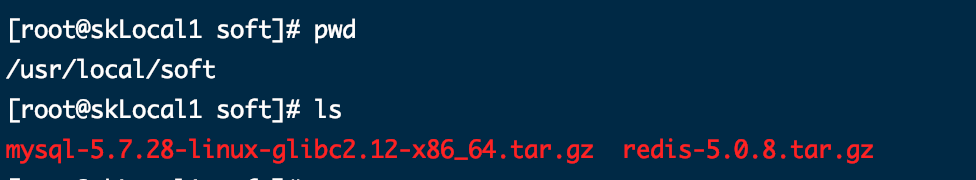 [root@skLocal1 soft]# pwd
/usr/local/soft
[root@skLocal1 soft]# ls
mysql-5.7.28-linux-glibc2.12-x86_64.tar.gz  redis-5.0.8.tar.gz